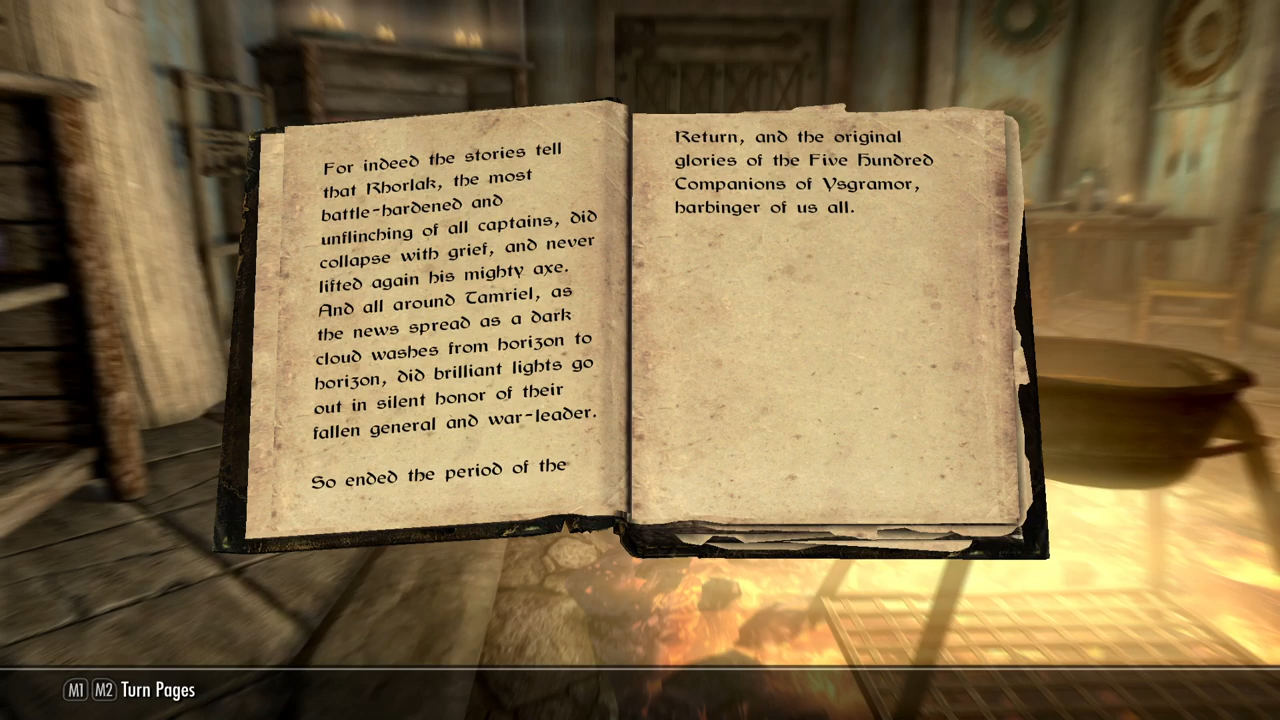 For indeed the stories tell
that Rhorlak, the most
battle-hardened and
unflinching of all captains, did
collapse with grief, and never
lifted again his mighty axe.
And all around Tamriel, as
the news spread as a dark
cloud washes from horizon to
horizon, did brilliant lights go
out in silent honor of their
fallen general and war-leader.
So ended the period of the
Return, and the original
glories of the Five Hundred
Companions of Ysgramor,
harbinger of us all.
M1 M2 Turn Pages